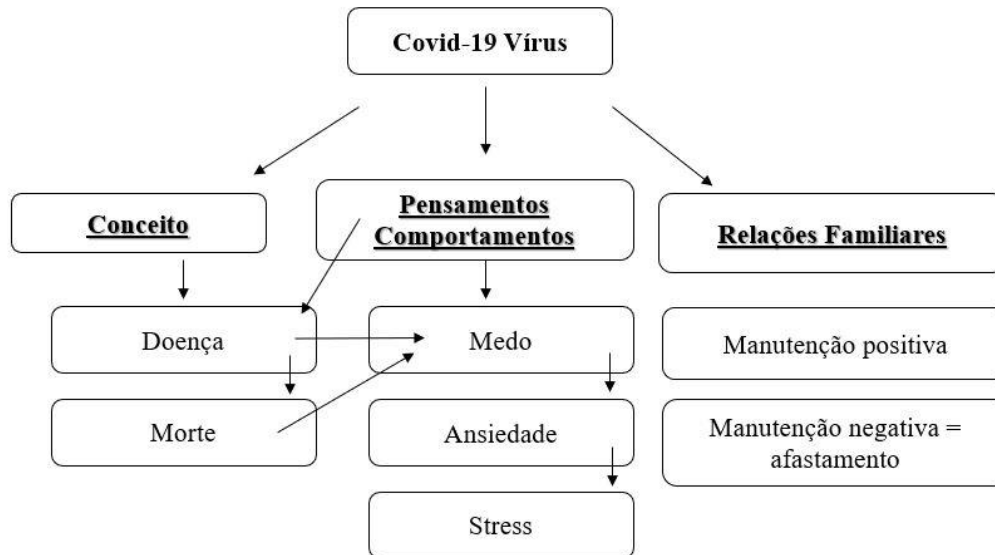 Covid-19 Vírus
Conceito
Pensamentos
Comportamentos
Relações Familiares
Doença
Medo
Manutenção positiva
Morte
Ansiedade
Manutenção negativa =
afastamento
Stress